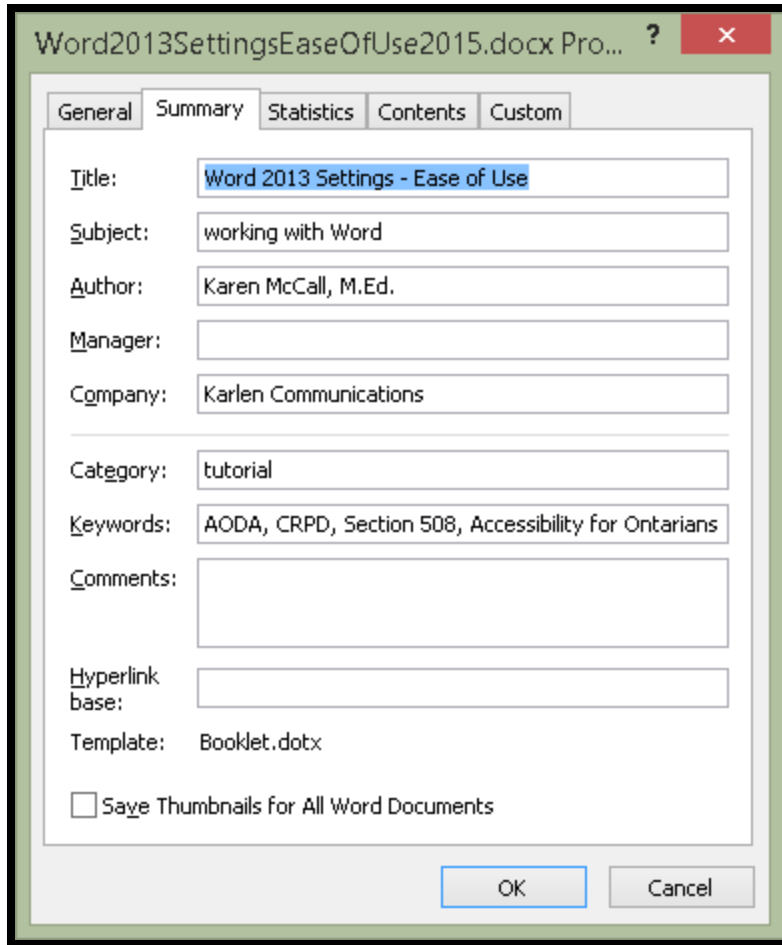 Word2013SettingsEaseOfUse2015.docx Pro... ? ×
General Summary Statistics Contents Custom
Title: Word 2013 Settings - Ease of Use
Subject: working with Word
Author: Karen McCall, M.Ed.
Manager:
Company: Karlen Communications
Category: tutorial
Keywords: AODA, CRPD, Section 508, Accessibility for Ontarians
Comments:
Hyperlink
base:
Template: Booklet.dotx
Save Thumbnails for All Word Documents
OK Cancel